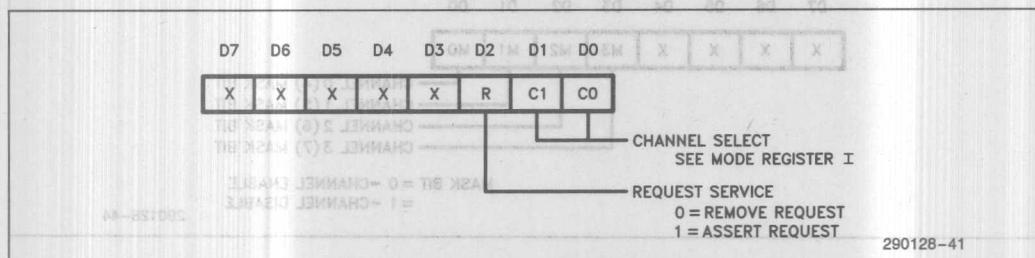 D7 D6 D5 D4 D3 D2 D1 D0
X X X X X R C1 C0
CHANNEL SELECT
SEE MODE REGISTER I
REQUEST SERVICE
0 = REMOVE REQUEST
1 = ASSERT REQUEST
290128-41